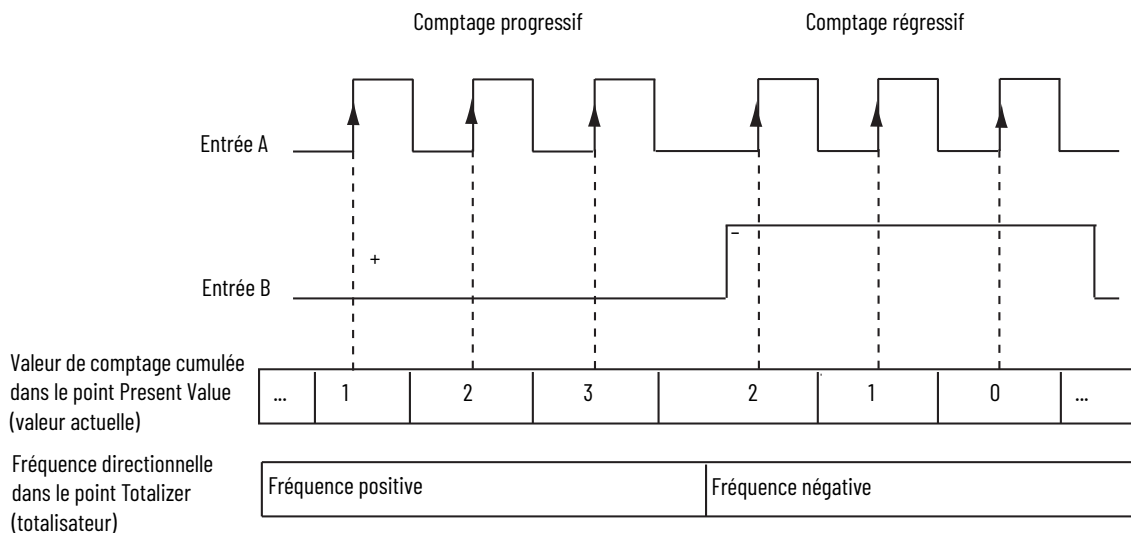 Comptage progressif
Comptage régressif
Entrée A
+
−
Entrée B
Valeur de comptage cumulée
dans le point Present Value
(valeur actuelle)
... 1 2 3 2 1 0 ...
Fréquence directionnelle
dans le point Totalizer
(totalisateur)
Fréquence positive
Fréquence négative